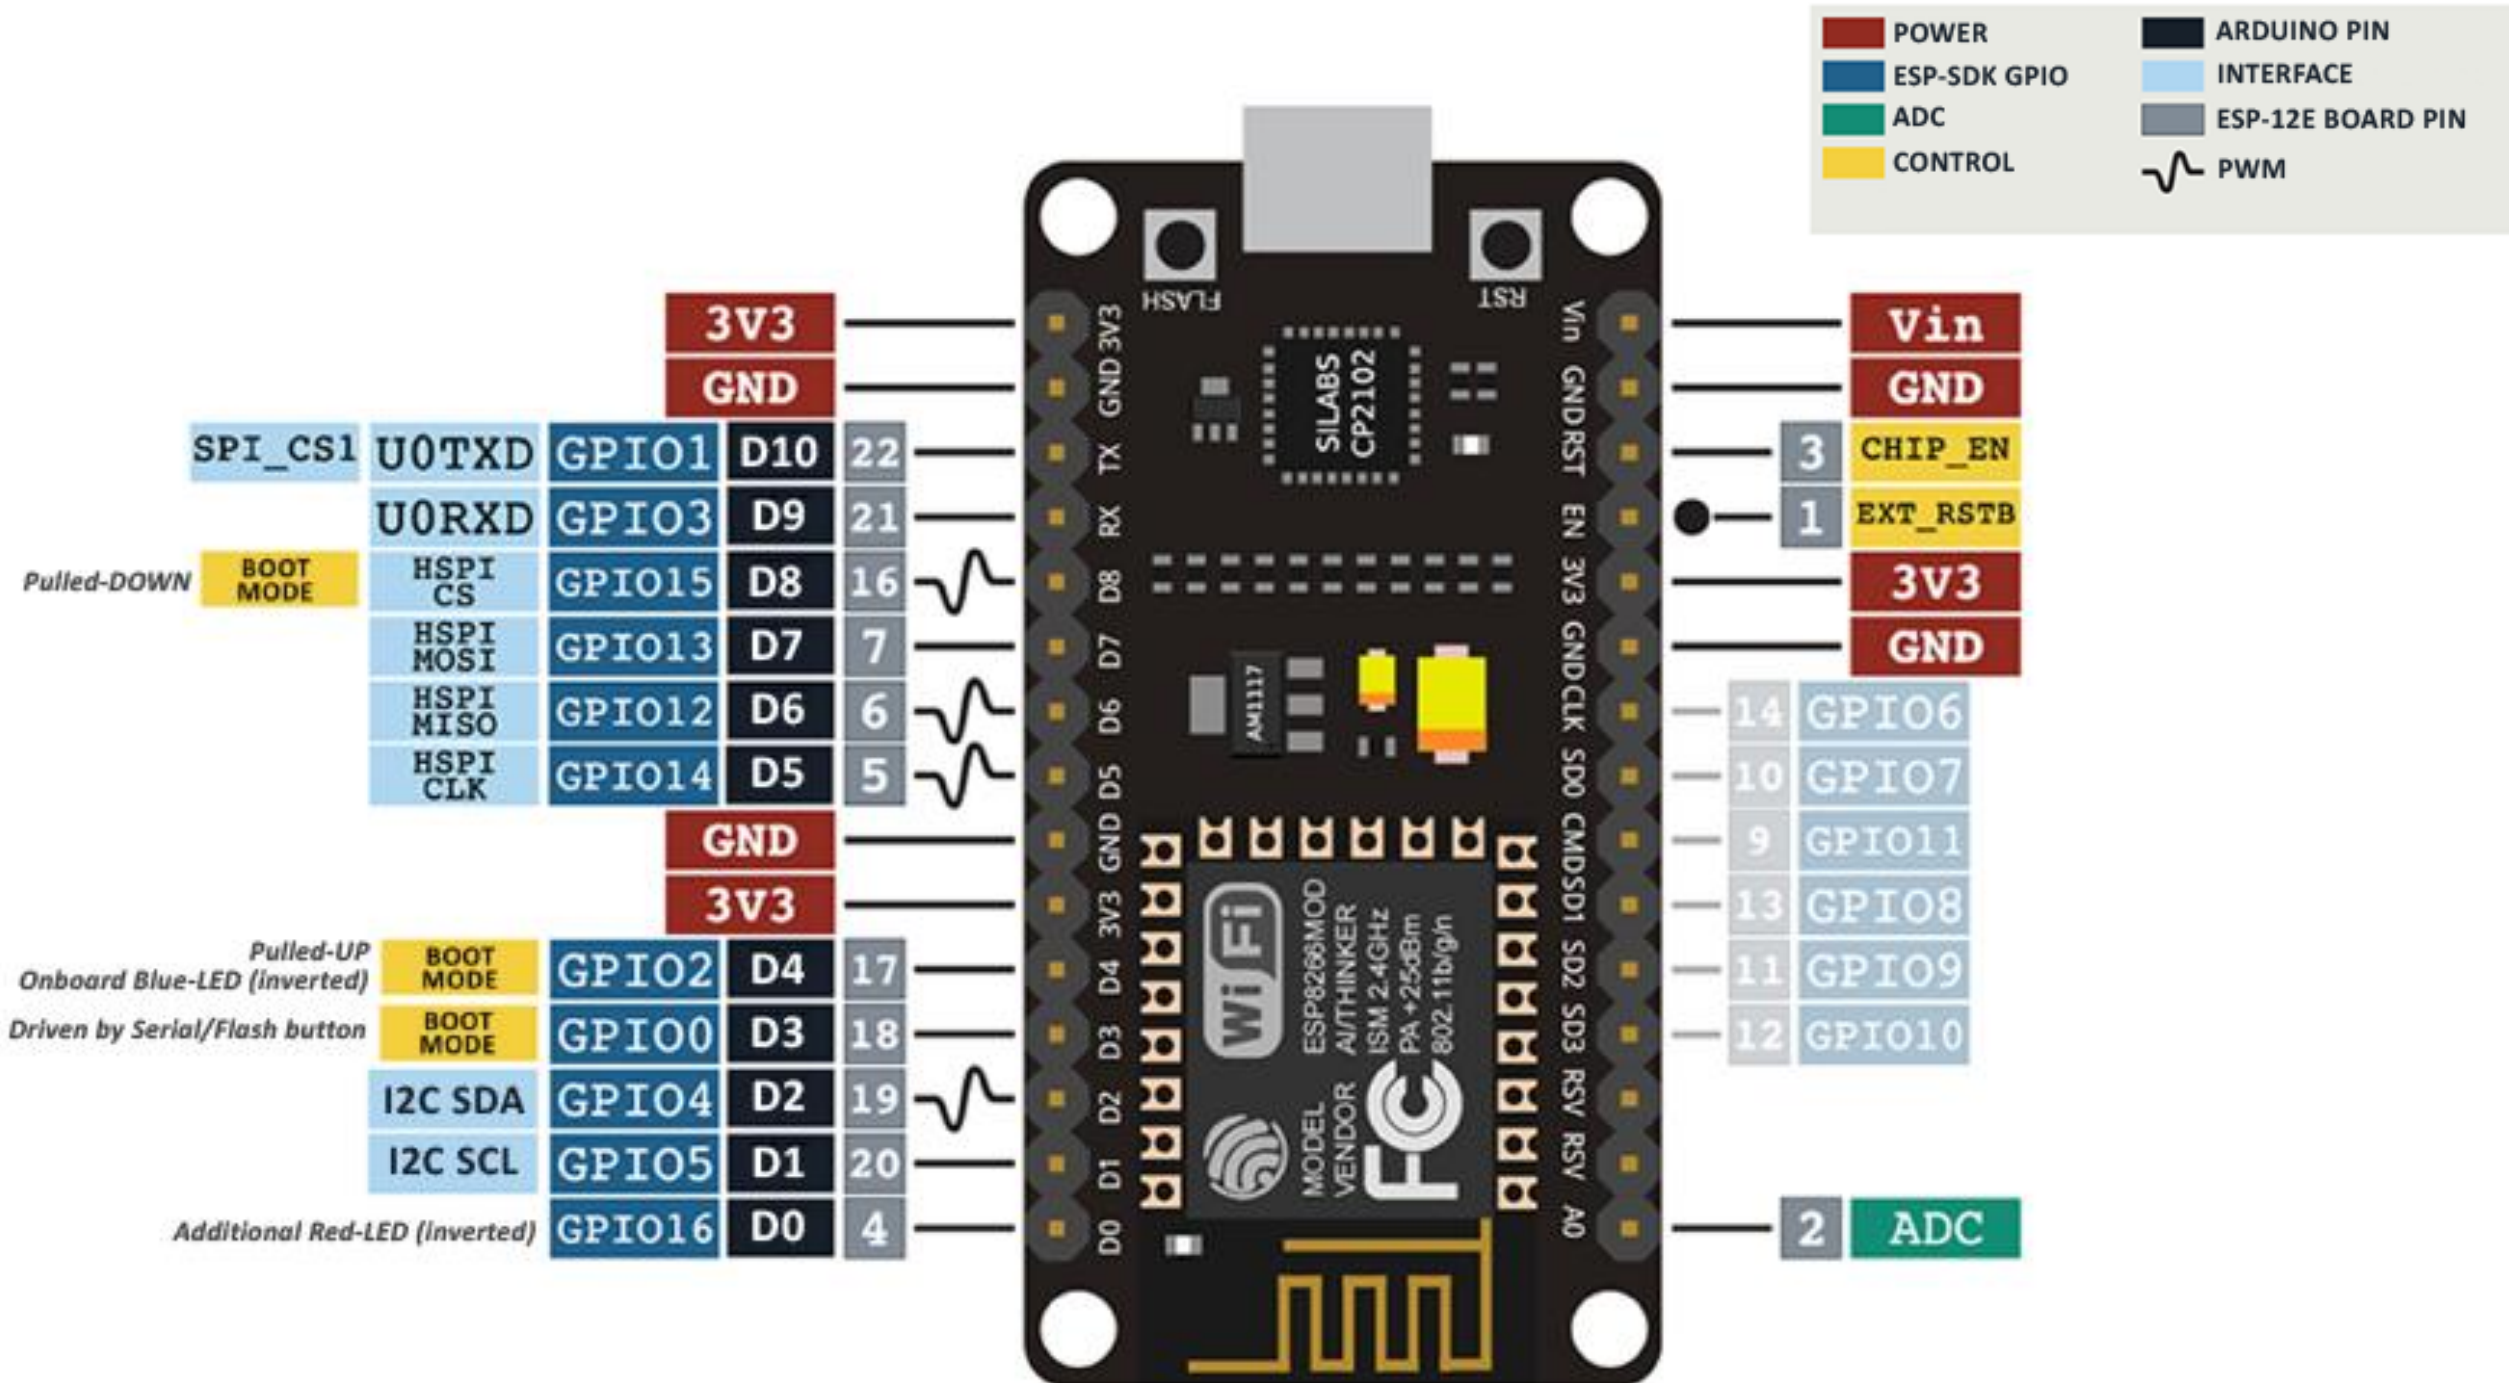 POWER
ARDUINO PIN
ESP-SDK GPIO
INTERFACE
ADC
ESP-12E BOARD PIN
CONTROL
PWM
FLASH
RST
3V3
GND
SPI_CS1 U0TXD GPIO1 D10 22
U0RXD GPIO3 D9 21
Pulled-DOWN BOOT MODE HSPI CS GPIO15 D8 16
HSPI MOSI GPIO13 D7 7
HSPI MISO GPIO12 D6 6
HSPI CLK GPIO14 D5 5
GND
3V3
Pulled-UP
Onboard Blue-LED (inverted) BOOT MODE GPIO2 D4 17
Driven by Serial/Flash button BOOT MODE GPIO0 D3 18
I2C SDA GPIO4 D2 19
I2C SCL GPIO5 D1 20
Additional Red-LED (inverted) GPIO16 D0 4
3V3
GND
TX
RX
D8
D7
D6
D5
GND
3V3
D4
D3
D2
D1
D0
SILABS
CP2102
AM1117
WiFi
ESP8266MOD
AI/THINKER
ISM 2.4GHz
PA +25dBm
802.11b/g/n
MODEL
VENDOR
FC
Vin
GND
RST
EN
3V3
GND
CLK
SD0
CMD
SD1
SD2
SD3
RSV
RSV
A0
Vin
GND
3 CHIP_EN
1 EXT_RSTB
3V3
GND
14 GPIO6
10 GPIO7
9 GPIO11
13 GPIO8
11 GPIO9
12 GPIO10
2 ADC